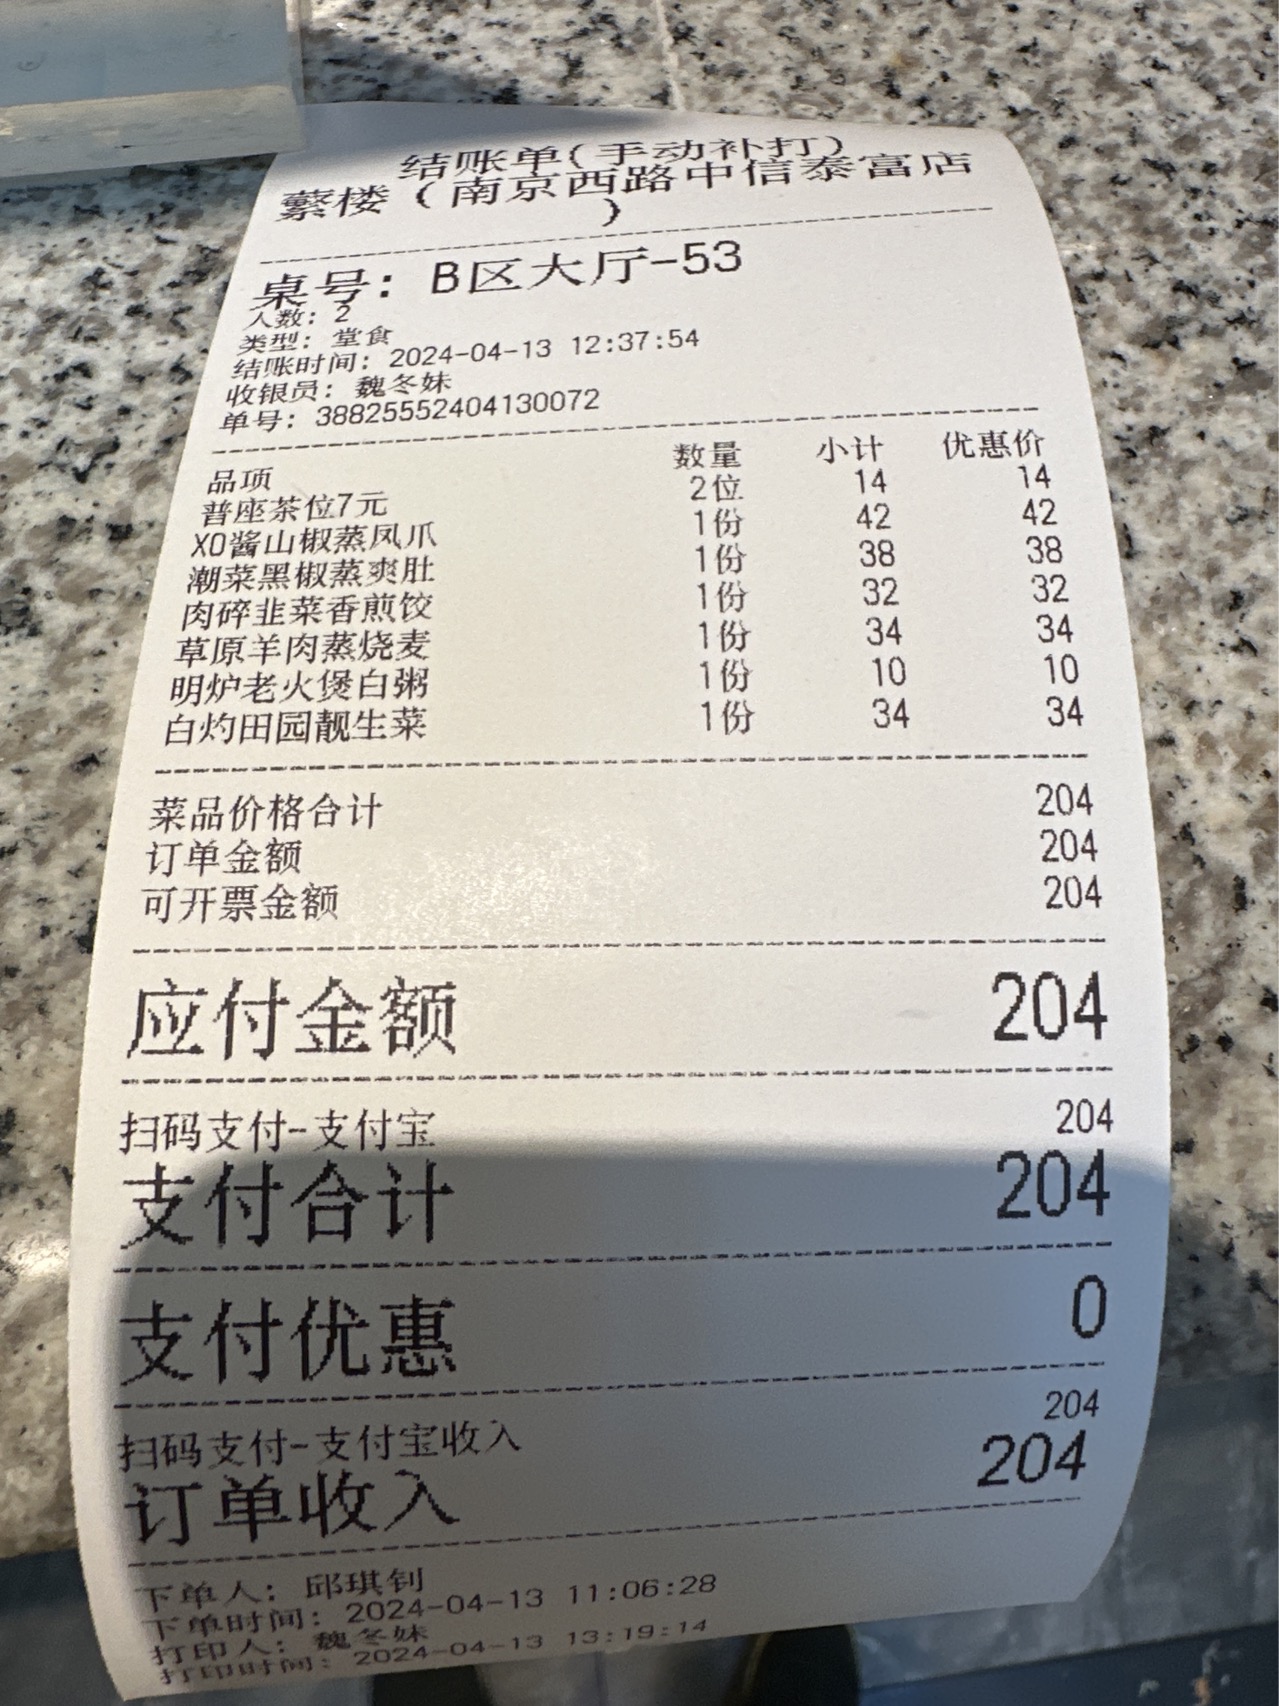 结账单(手动补打)
蘩楼（南京西路中信泰富店
）
桌号: B区大厅-53
人数: 2
类型: 堂食
结账时间: 2024-04-13 12:37:54
收银员: 魏冬妹
单号: 38825552404130072
品项 数量 小计 优惠价
普座茶位7元 2位 14 14
XO酱山椒蒸凤爪 1份 42 42
潮菜黑椒蒸爽肚 1份 38 38
肉碎韭菜香煎饺 1份 32 32
草原羊肉蒸烧麦 1份 34 34
明炉老火煲白粥 1份 10 10
白灼田园靓生菜 1份 34 34
菜品价格合计 204
订单金额 204
可开票金额 204
应付金额 204
扫码支付-支付宝 204
支付合计 204
支付优惠 0
扫码支付-支付宝收入 204
订单收入 204
下单人: 邱琪钊
下单时间: 2024-04-13 11:06:28
打印人: 魏冬妹
打印时间: 2024-04-13 13:19:14